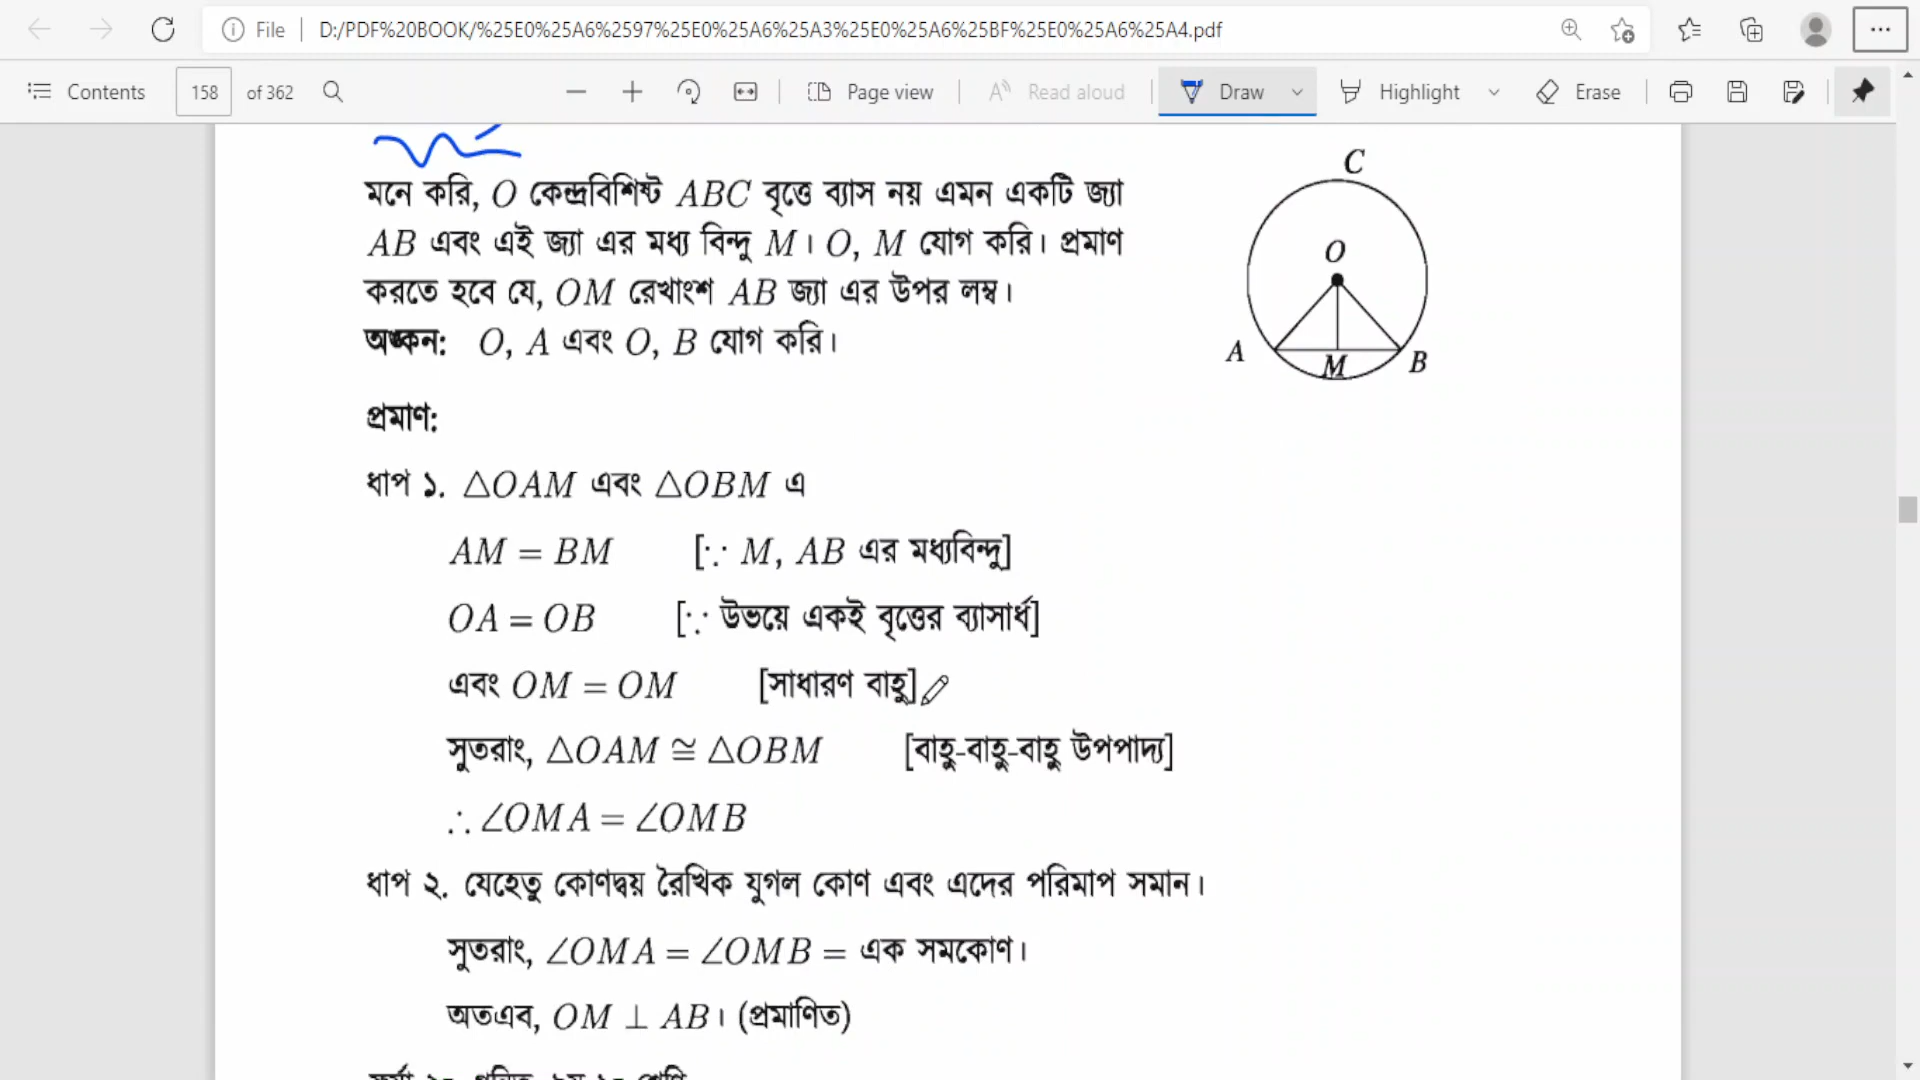 File D:/PDF%20BOOK/%25E0%25A6%2597%25E0%25A6%25A3%25E0%25A6%25BF%25E0%25A6%25A4.pdf
Contents 158 of 362 Page view Read aloud Draw Highlight Erase
মনে করি, O কেন্দ্রবিশিষ্ট ABC বৃত্তে ব্যাস নয় এমন একটি জ্যা
AB এবং এই জ্যা এর মধ্য বিন্দু M। O, M যোগ করি। প্রমাণ
করতে হবে যে, OM রেখাংশ AB জ্যা এর উপর লম্ব।
অঙ্কন: O, A এবং O, B যোগ করি।
C
O
A
M
B
প্রমাণ:
ধাপ ১. △OAM এবং △OBM এ
AM = BM [∵ M, AB এর মধ্যবিন্দু]
OA = OB [∵ উভয়ে একই বৃত্তের ব্যাসার্ধ]
এবং OM = OM [সাধারণ বাহু]
সুতরাং, △OAM ≅ △OBM [বাহু-বাহু-বাহু উপপাদ্য]
∴ ∠OMA = ∠OMB
ধাপ ২. যেহেতু কোণদ্বয় রৈখিক যুগল কোণ এবং এদের পরিমাপ সমান।
সুতরাং, ∠OMA = ∠OMB = এক সমকোণ।
অতএব, OM ⊥ AB। (প্রমাণিত)